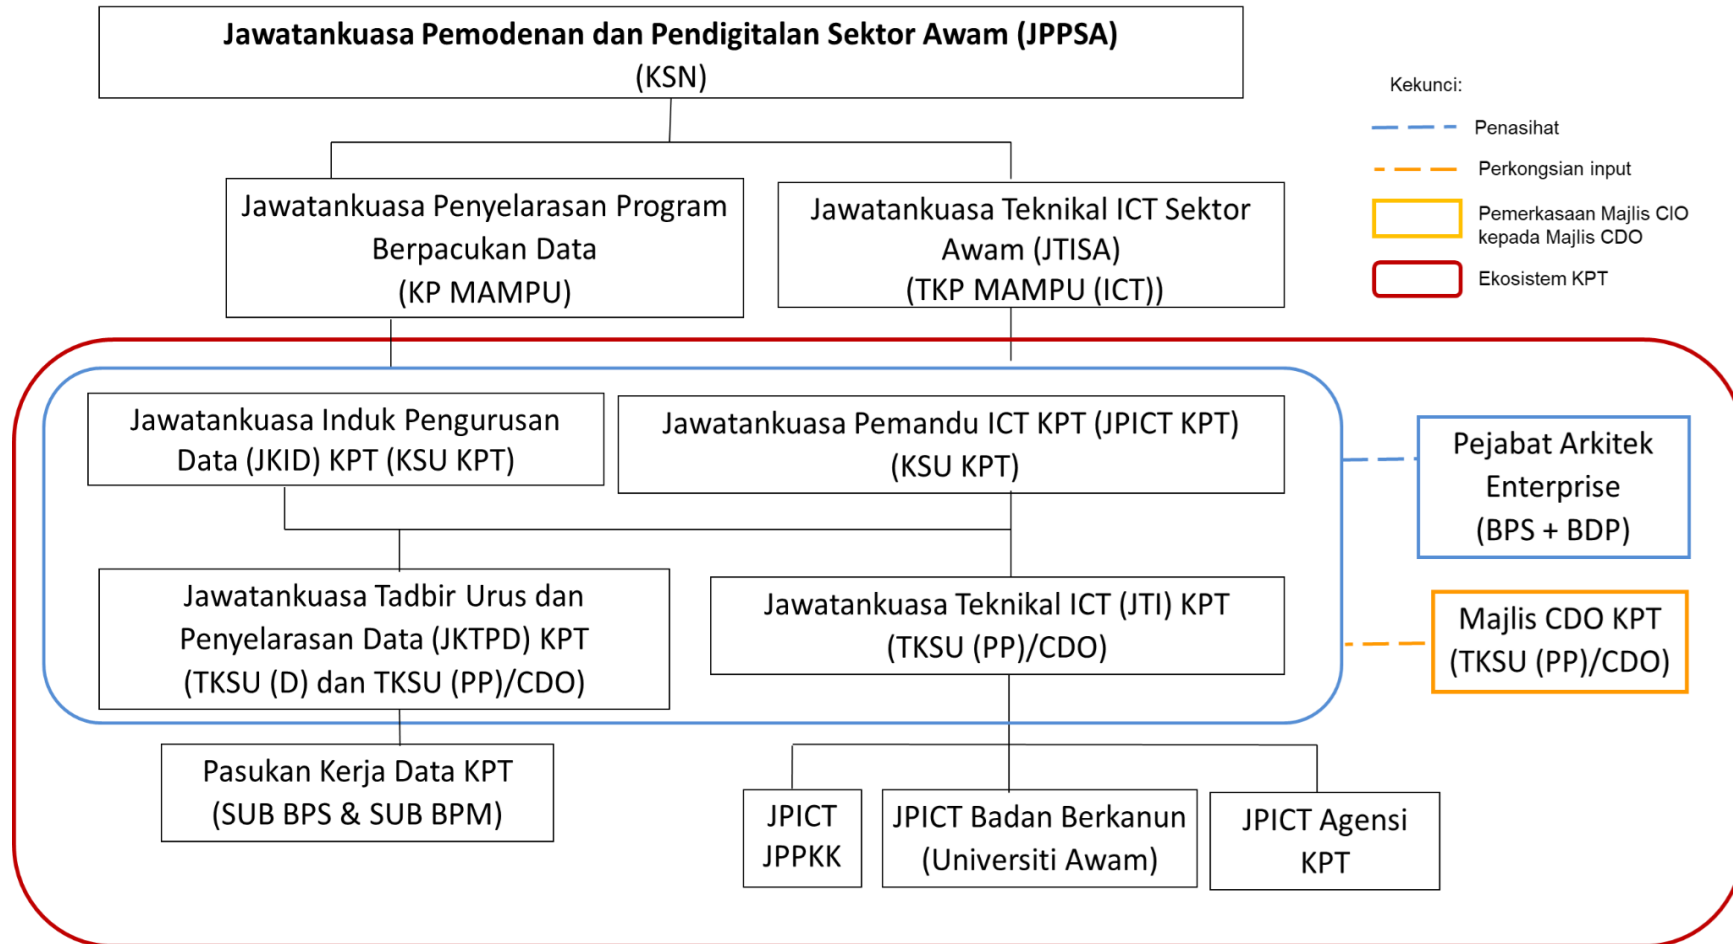 Jawatankuasa Pemodenan dan Pendigitalan Sektor Awam (JPPSA)
(KSN)
Kekunci:
Penasihat
Perkongsian input
Pemerkasaan Majlis CIO
kepada Majlis CDO
Ekosistem KPT
Jawatankuasa Penyelarasan Program
Berpacukan Data
(KP MAMPU)
Jawatankuasa Teknikal ICT Sektor
Awam (JTISA)
(TKP MAMPU (ICT))
Jawatankuasa Induk Pengurusan
Data (JKID) KPT (KSU KPT)
Jawatankuasa Pemandu ICT KPT (JPICT KPT)
(KSU KPT)
Pejabat Arkitek
Enterprise
(BPS + BDP)
Jawatankuasa Tadbir Urus dan
Penyelarasan Data (JKTPD) KPT
(TKSU (D) dan TKSU (PP)/CDO)
Jawatankuasa Teknikal ICT (JTI) KPT
(TKSU (PP)/CDO)
Majlis CDO KPT
(TKSU (PP)/CDO)
Pasukan Kerja Data KPT
(SUB BPS & SUB BPM)
JPICT
JPPKK
JPICT Badan Berkanun
(Universiti Awam)
JPICT Agensi
KPT